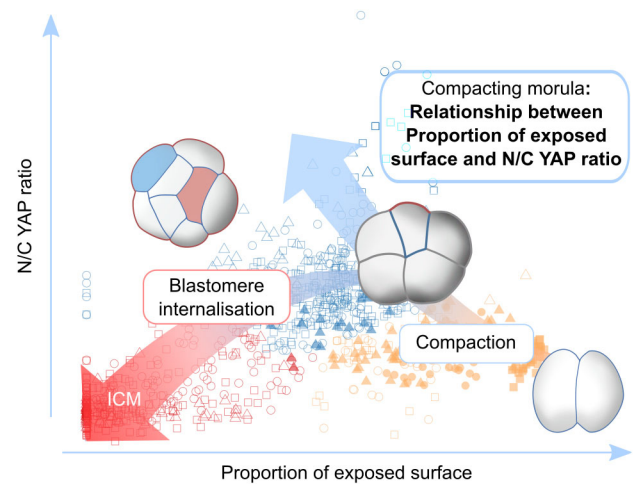 Compacting morula:
Relationship between
Proportion of exposed
surface and N/C YAP ratio
N/C YAP ratio
Blastomere
internalisation
Compaction
ICM
Proportion of exposed surface